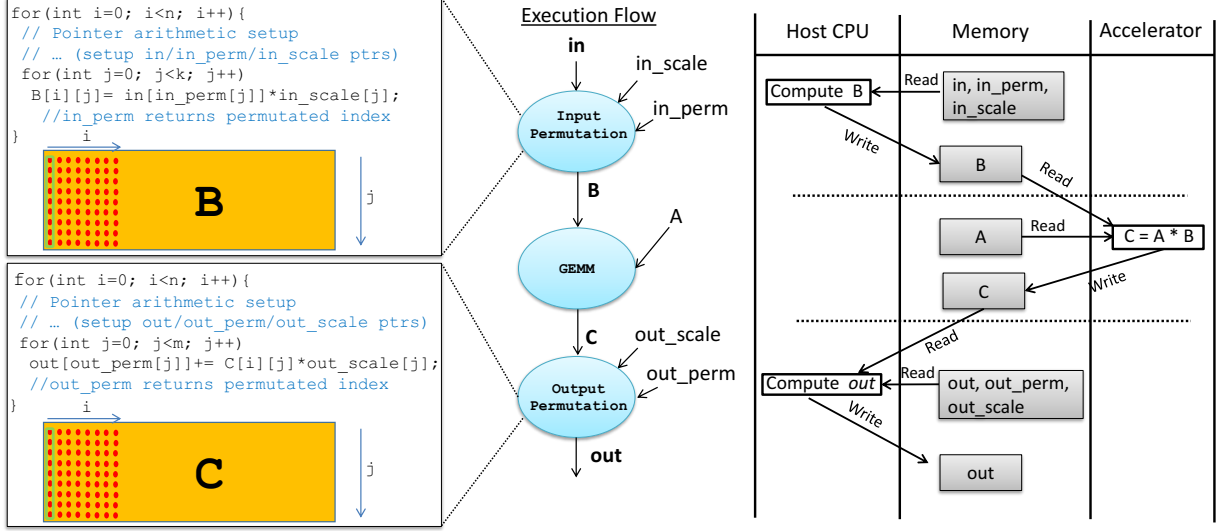 for(int i=0; i<n; i++){
// Pointer arithmetic setup
// … (setup in/in_perm/in_scale ptrs)
for(int j=0; j<k; j++)
B[i][j]= in[in_perm[j]]*in_scale[j];
//in_perm returns permutated index
}
i
B
j
for(int i=0; i<n; i++){
// Pointer arithmetic setup
// … (setup out/out_perm/out_scale ptrs)
for(int j=0; j<m; j++)
out[out_perm[j]]+= C[i][j]*out_scale[j];
//out_perm returns permutated index
}
i
C
j
Execution Flow
in
in_scale
in_perm
Input
Permutation
B
A
GEMM
C
out_scale
out_perm
Output
Permutation
out
Host CPU
Memory
Accelerator
Compute B
Read
in, in_perm,
in_scale
Write
B
Read
A
Read
C = A * B
C
Write
Read
Compute out
Read
out, out_perm,
out_scale
Write
out